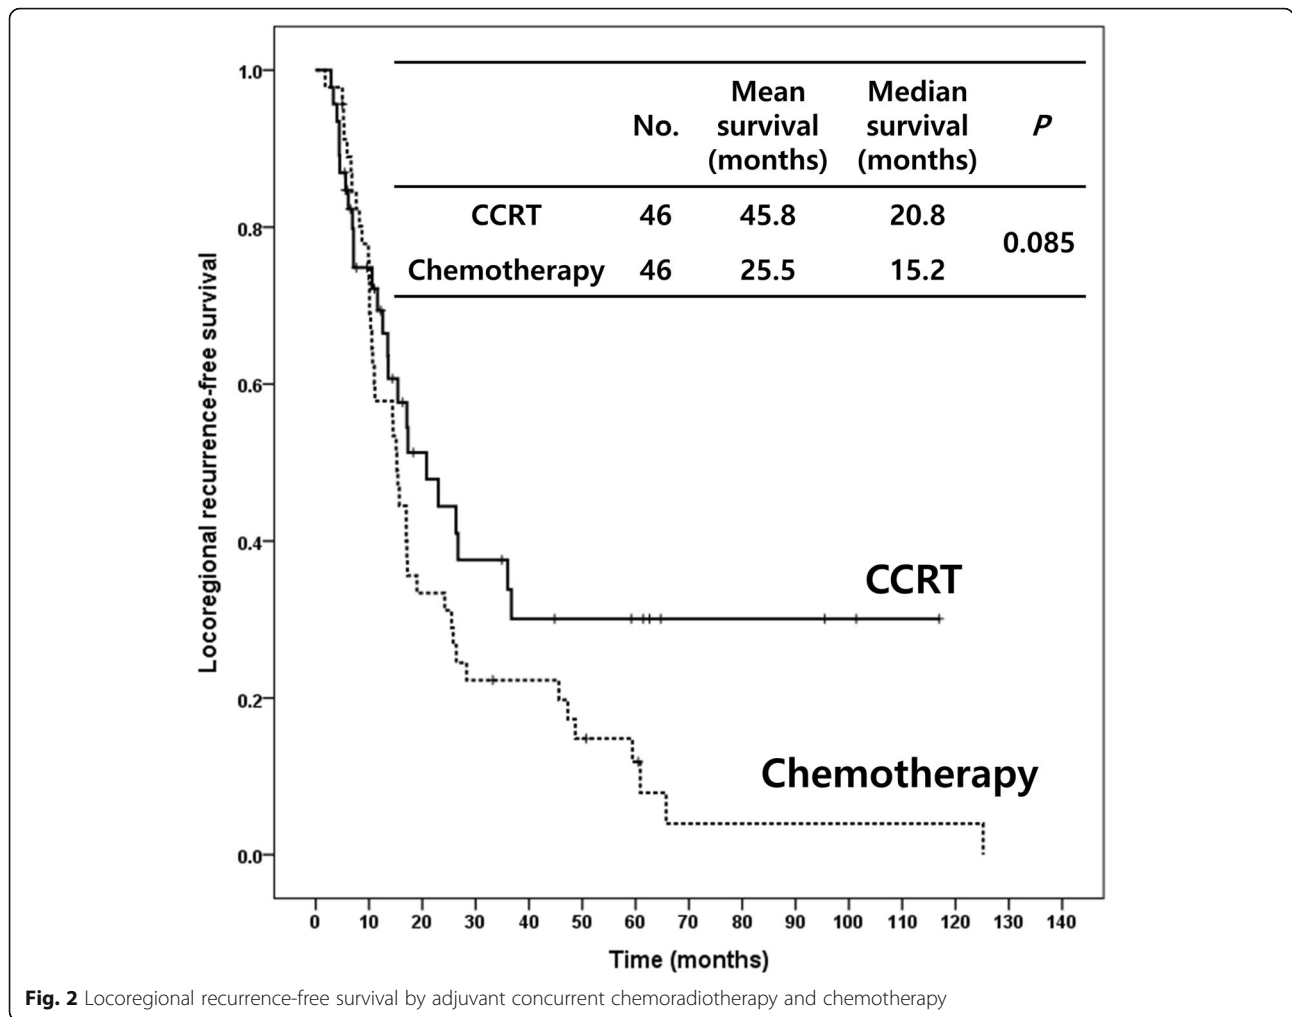 1.0
0.8
0.6
0.4
0.2
0.0
Locoregional recurrence-free survival
Mean Median
No. survival survival P
(months) (months)
CCRT 46 45.8 20.8
0.085
Chemotherapy 46 25.5 15.2
CCRT
Chemotherapy
0 10 20 30 40 50 60 70 80 90 100 110 120 130 140
Time (months)
Fig. 2 Locoregional recurrence-free survival by adjuvant concurrent chemoradiotherapy and chemotherapy